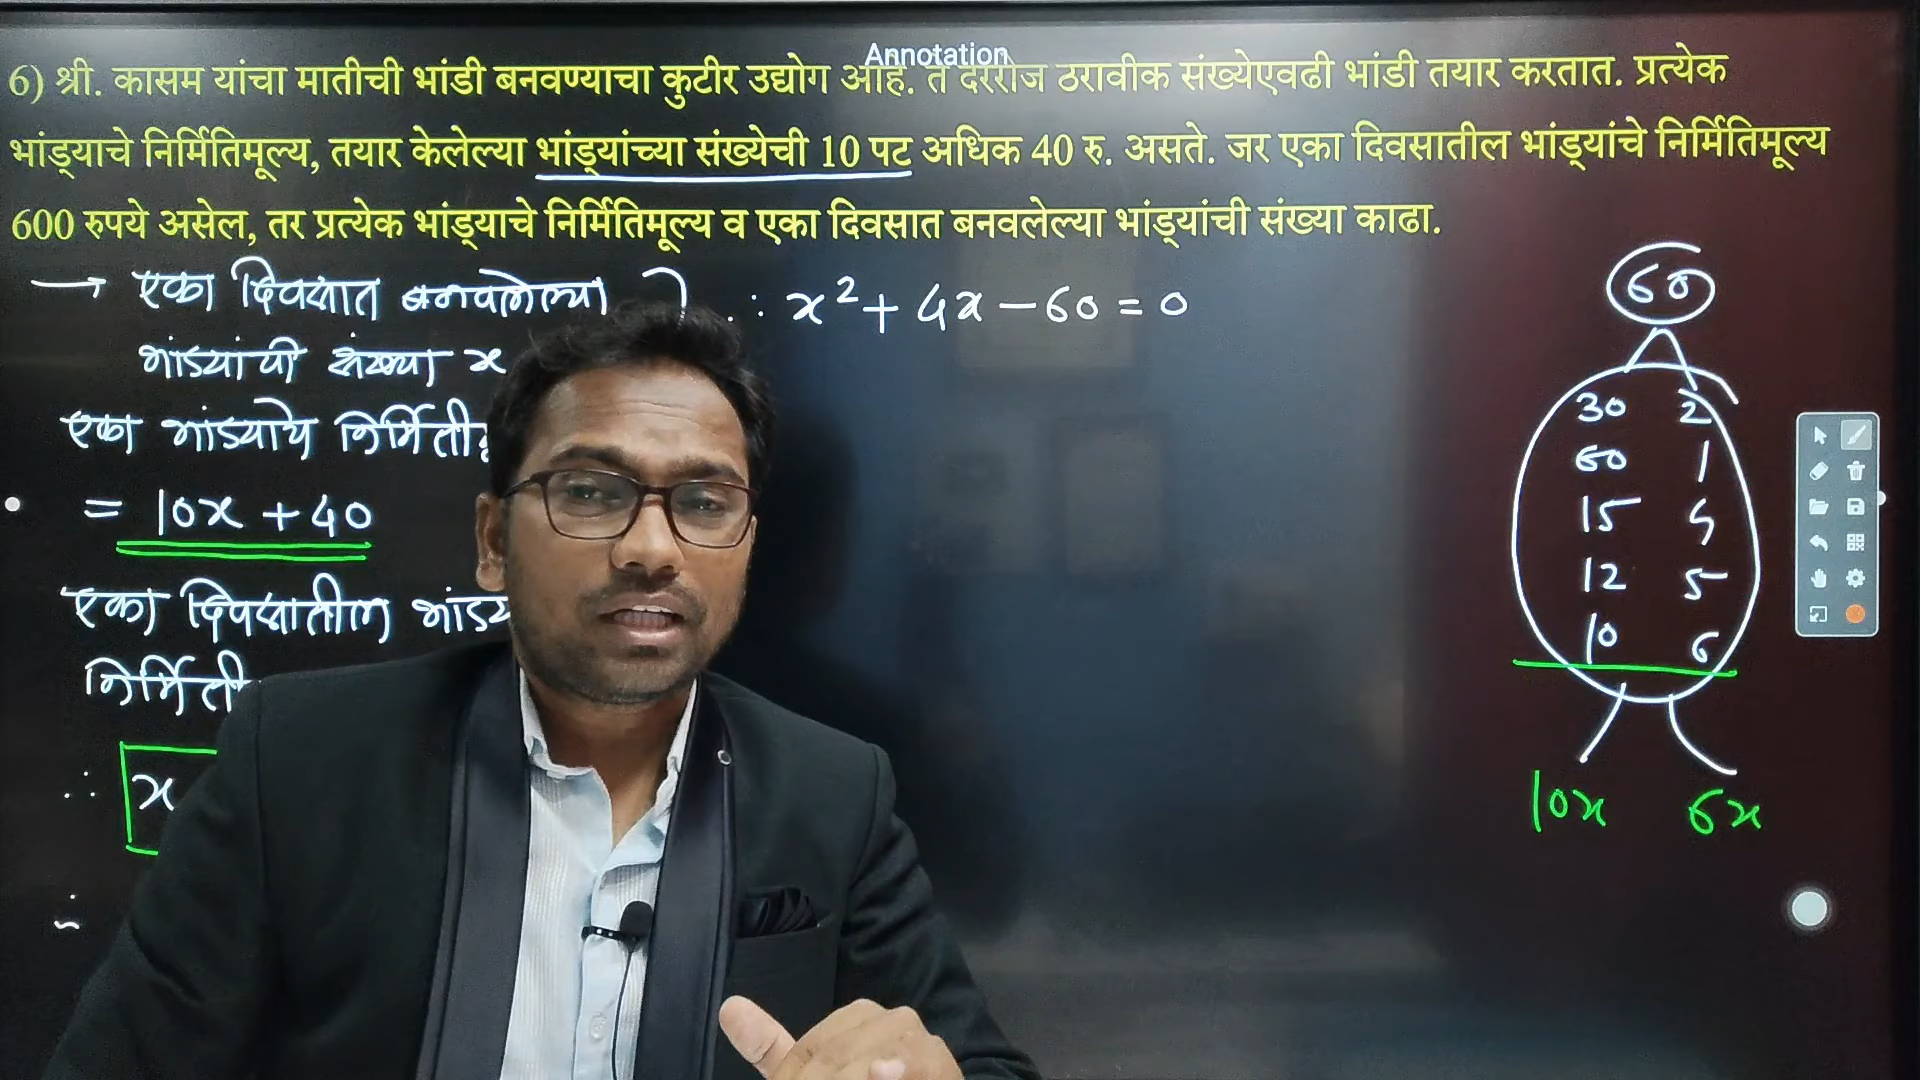 Annotation
6) श्री. कासम यांचा मातीची भांडी बनवण्याचा कुटीर उद्योग आहे. ते दररोज ठरावीक संख्येएवढी भांडी तयार करतात. प्रत्येक
भांड्याचे निर्मितिमूल्य, तयार केलेल्या भांड्यांच्या संख्येची 10 पट अधिक 40 रु. असते. जर एका दिवसातील भांड्यांचे निर्मितिमूल्य
600 रुपये असेल, तर प्रत्येक भांड्याचे निर्मितिमूल्य व एका दिवसात बनवलेल्या भांड्यांची संख्या काढा.
→ एका दिवसात बनवलेल्या
भांड्यांची संख्या x
एका भांड्याचे निर्मिती
= 10x + 40
एका दिवसातील
निर्मिती
∴ x
∴ x² + 4x - 60 = 0
60
30 2
60 1
15 4
12 5
10 6
10x 6x